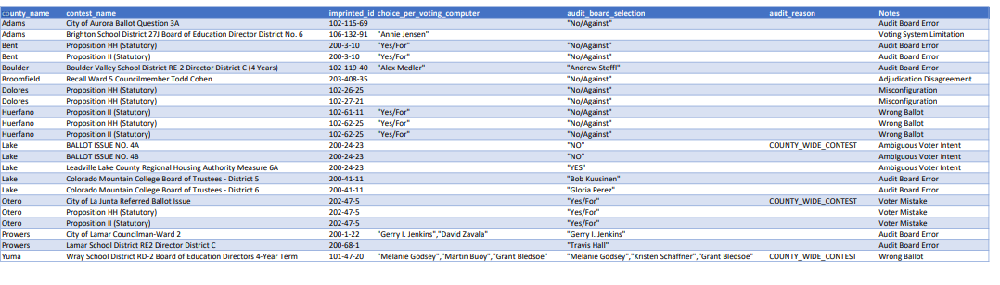 county_name contest_name imprinted_id choice_per_voting_computer audit_board_selection audit_reason Notes
Adams City of Aurora Ballot Question 3A 102-115-69 "No/Against" Audit Board Error
Adams Brighton School District 27J Board of Education Director District No. 6 106-132-91 "Annie Jensen" Voting System Limitation
Bent Proposition HH (Statutory) 200-3-10 "Yes/For" "No/Against" Audit Board Error
Bent Proposition II (Statutory) 200-3-10 "Yes/For" "No/Against" Audit Board Error
Boulder Boulder Valley School District RE-2 Director District C (4 Years) 102-119-40 "Alex Medler" "Andrew Steffl" Audit Board Error
Broomfield Recall Ward 5 Councilmember Todd Cohen 203-408-35 Adjudication Disagreement
Dolores Proposition HH (Statutory) 102-26-25 "No/Against" Misconfiguration
Dolores Proposition HH (Statutory) 102-27-21 "No/Against" Misconfiguration
Huerfano Proposition II (Statutory) 102-61-11 "Yes/For" "No/Against" Wrong Ballot
Huerfano Proposition HH (Statutory) 102-62-25 "Yes/For" "No/Against" Wrong Ballot
Huerfano Proposition II (Statutory) 102-62-25 "Yes/For" "No/Against" Wrong Ballot
Lake BALLOT ISSUE NO. 4A 200-24-23 "NO" COUNTY_WIDE_CONTEST Ambiguous Voter Intent
Lake BALLOT ISSUE NO. 4B 200-24-23 "NO" Ambiguous Voter Intent
Lake Leadville Lake County Regional Housing Authority Measure 6A 200-24-23 "YES" Ambiguous Voter Intent
Lake Colorado Mountain College Board of Trustees - District 5 200-41-11 "Bob Kuusinen" Audit Board Error
Lake Colorado Mountain College Board of Trustees - District 6 200-41-11 "Gloria Perez" Audit Board Error
Otero City of La Junta Referred Ballot Issue 202-47-5 "Yes/For" COUNTY_WIDE_CONTEST Voter Mistake
Otero Proposition HH (Statutory) 202-47-5 "Yes/For" Voter Mistake
Otero Proposition II (Statutory) 202-47-5 "Yes/For" Voter Mistake
Prowers City of Lamar Councilman-Ward 2 200-1-22 "Gerry I. Jenkins","David Zavala" "Gerry I. Jenkins" Audit Board Error
Prowers Lamar School District RE2 Director District C 200-68-1 "Travis Hall" Audit Board Error
Yuma Wray School District RD-2 Board of Education Directors 4-Year Term 101-47-20 "Melanie Godsey","Martin Buoy","Grant Bledsoe" "Melanie Godsey","Kristen Schaffner","Grant Bledsoe" COUNTY_WIDE_CONTEST Wrong Ballot